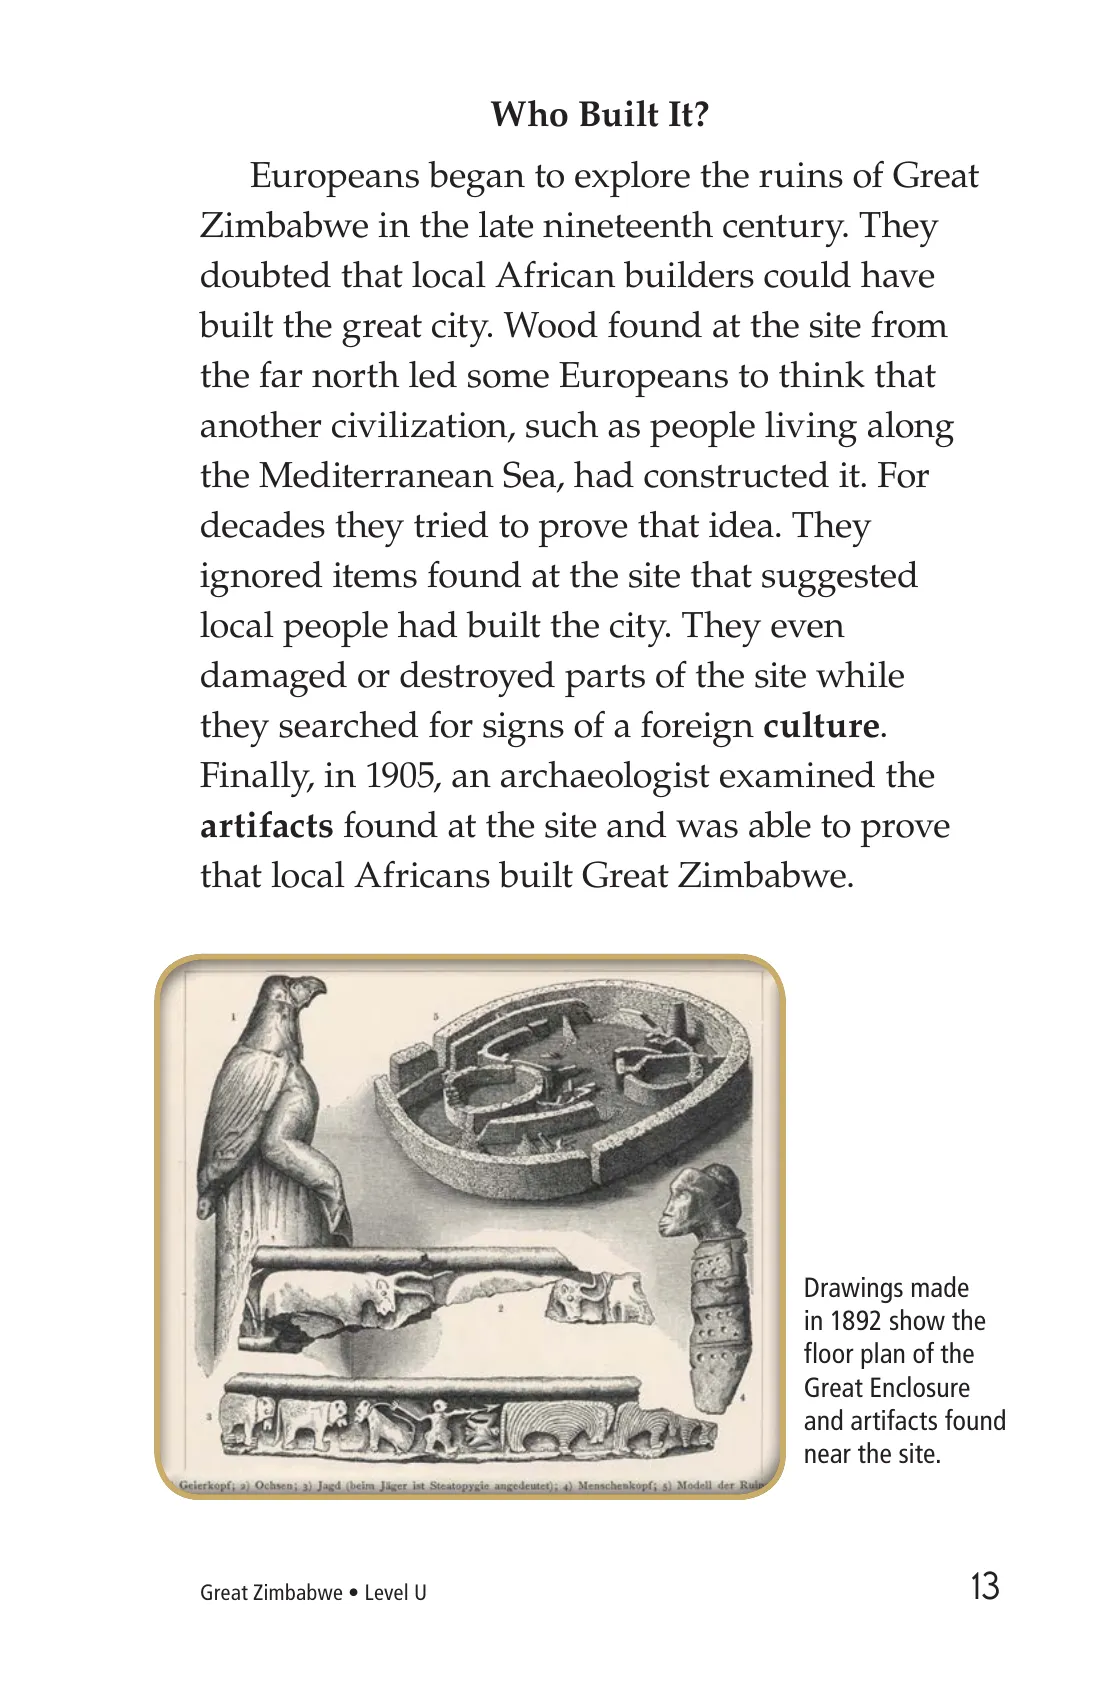 Who Built It?
Europeans began to explore the ruins of Great
Zimbabwe in the late nineteenth century. They
doubted that local African builders could have
built the great city. Wood found at the site from
the far north led some Europeans to think that
another civilization, such as people living along
the Mediterranean Sea, had constructed it. For
decades they tried to prove that idea. They
ignored items found at the site that suggested
local people had built the city. They even
damaged or destroyed parts of the site while
they searched for signs of a foreign culture.
Finally, in 1905, an archaeologist examined the
artifacts found at the site and was able to prove
that local Africans built Great Zimbabwe.
1
5
2
4
3
Geierkopf; 2) Ochsen; 3) Jagd (beim Jäger ist Steatopygie angedeutet); 4) Menschenkopf; 5) Modell der
Drawings made
in 1892 show the
floor plan of the
Great Enclosure
and artifacts found
near the site.
Great Zimbabwe • Level U
13